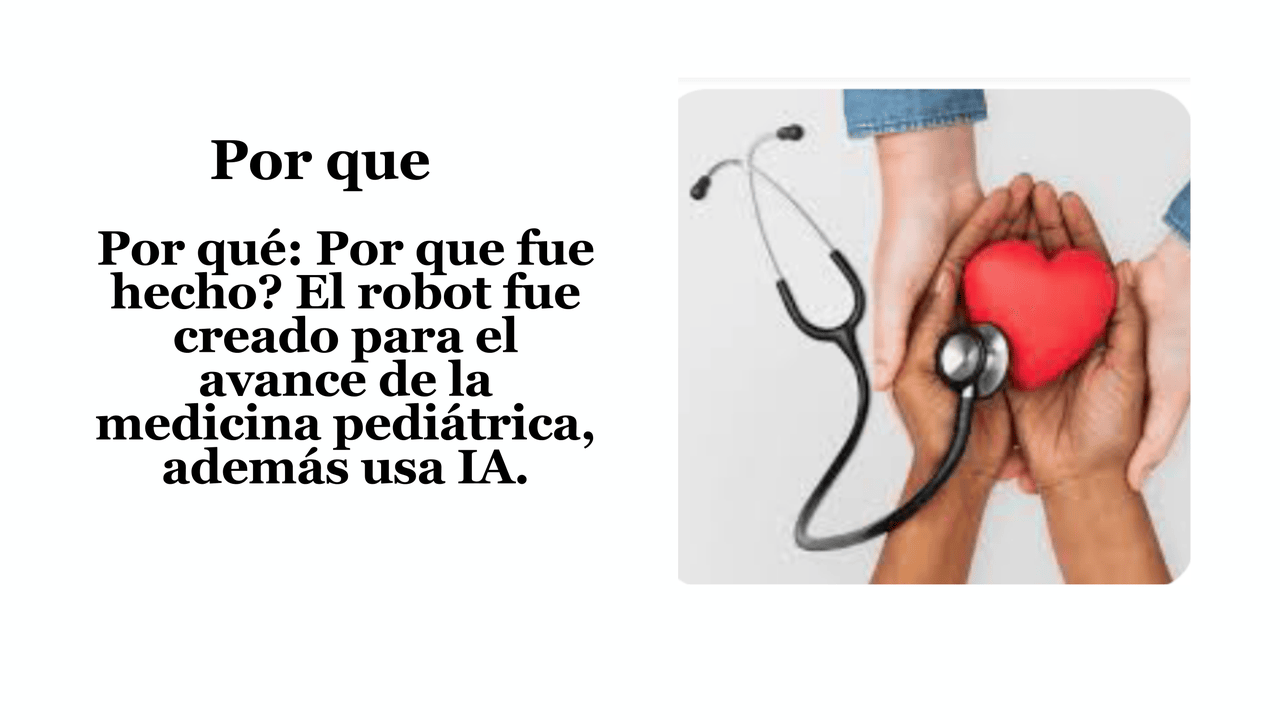 Por que
Por qué: Por que fue
hecho? El robot fue
creado para el
avance de la
medicina pediátrica,
además usa IA.